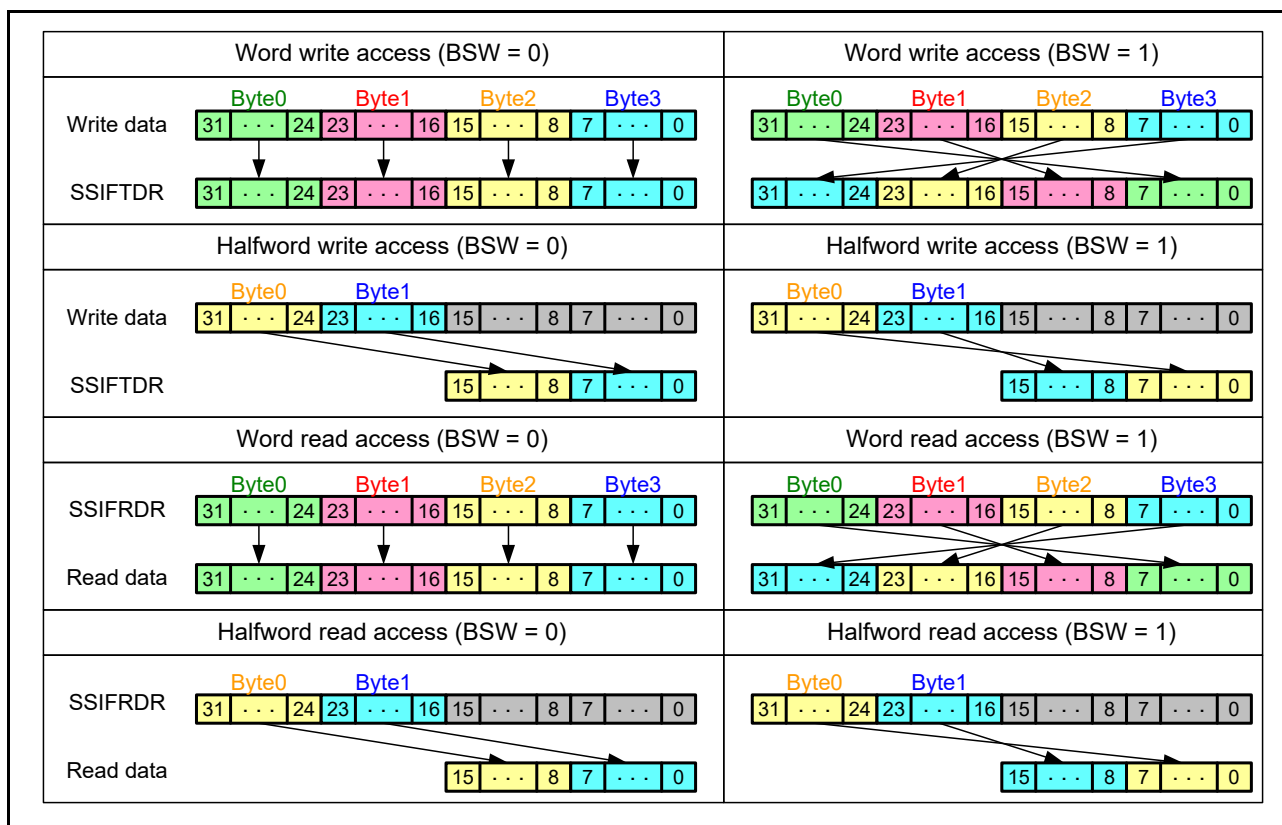 Word write access (BSW = 0) Word write access (BSW = 1)
Byte0 Byte1 Byte2 Byte3 Byte0 Byte1 Byte2 Byte3
Write data 31 ··· 24 23 ··· 16 15 ··· 8 7 ··· 0 31 ··· 24 23 ··· 16 15 ··· 8 7 ··· 0
SSIFTDR 31 ··· 24 23 ··· 16 15 ··· 8 7 ··· 0 31 ··· 24 23 ··· 16 15 ··· 8 7 ··· 0
Halfword write access (BSW = 0) Halfword write access (BSW = 1)
Byte0 Byte1 Byte0 Byte1
Write data 31 ··· 24 23 ··· 16 15 ··· 8 7 ··· 0 31 ··· 24 23 ··· 16 15 ··· 8 7 ··· 0
SSIFTDR 15 ··· 8 7 ··· 0 15 ··· 8 7 ··· 0
Word read access (BSW = 0) Word read access (BSW = 1)
Byte0 Byte1 Byte2 Byte3 Byte0 Byte1 Byte2 Byte3
SSIFRDR 31 ··· 24 23 ··· 16 15 ··· 8 7 ··· 0 31 ··· 24 23 ··· 16 15 ··· 8 7 ··· 0
Read data 31 ··· 24 23 ··· 16 15 ··· 8 7 ··· 0 31 ··· 24 23 ··· 16 15 ··· 8 7 ··· 0
Halfword read access (BSW = 0) Halfword read access (BSW = 1)
Byte0 Byte1 Byte0 Byte1
SSIFRDR 31 ··· 24 23 ··· 16 15 ··· 8 7 ··· 0 31 ··· 24 23 ··· 16 15 ··· 8 7 ··· 0
Read data 15 ··· 8 7 ··· 0 15 ··· 8 7 ··· 0